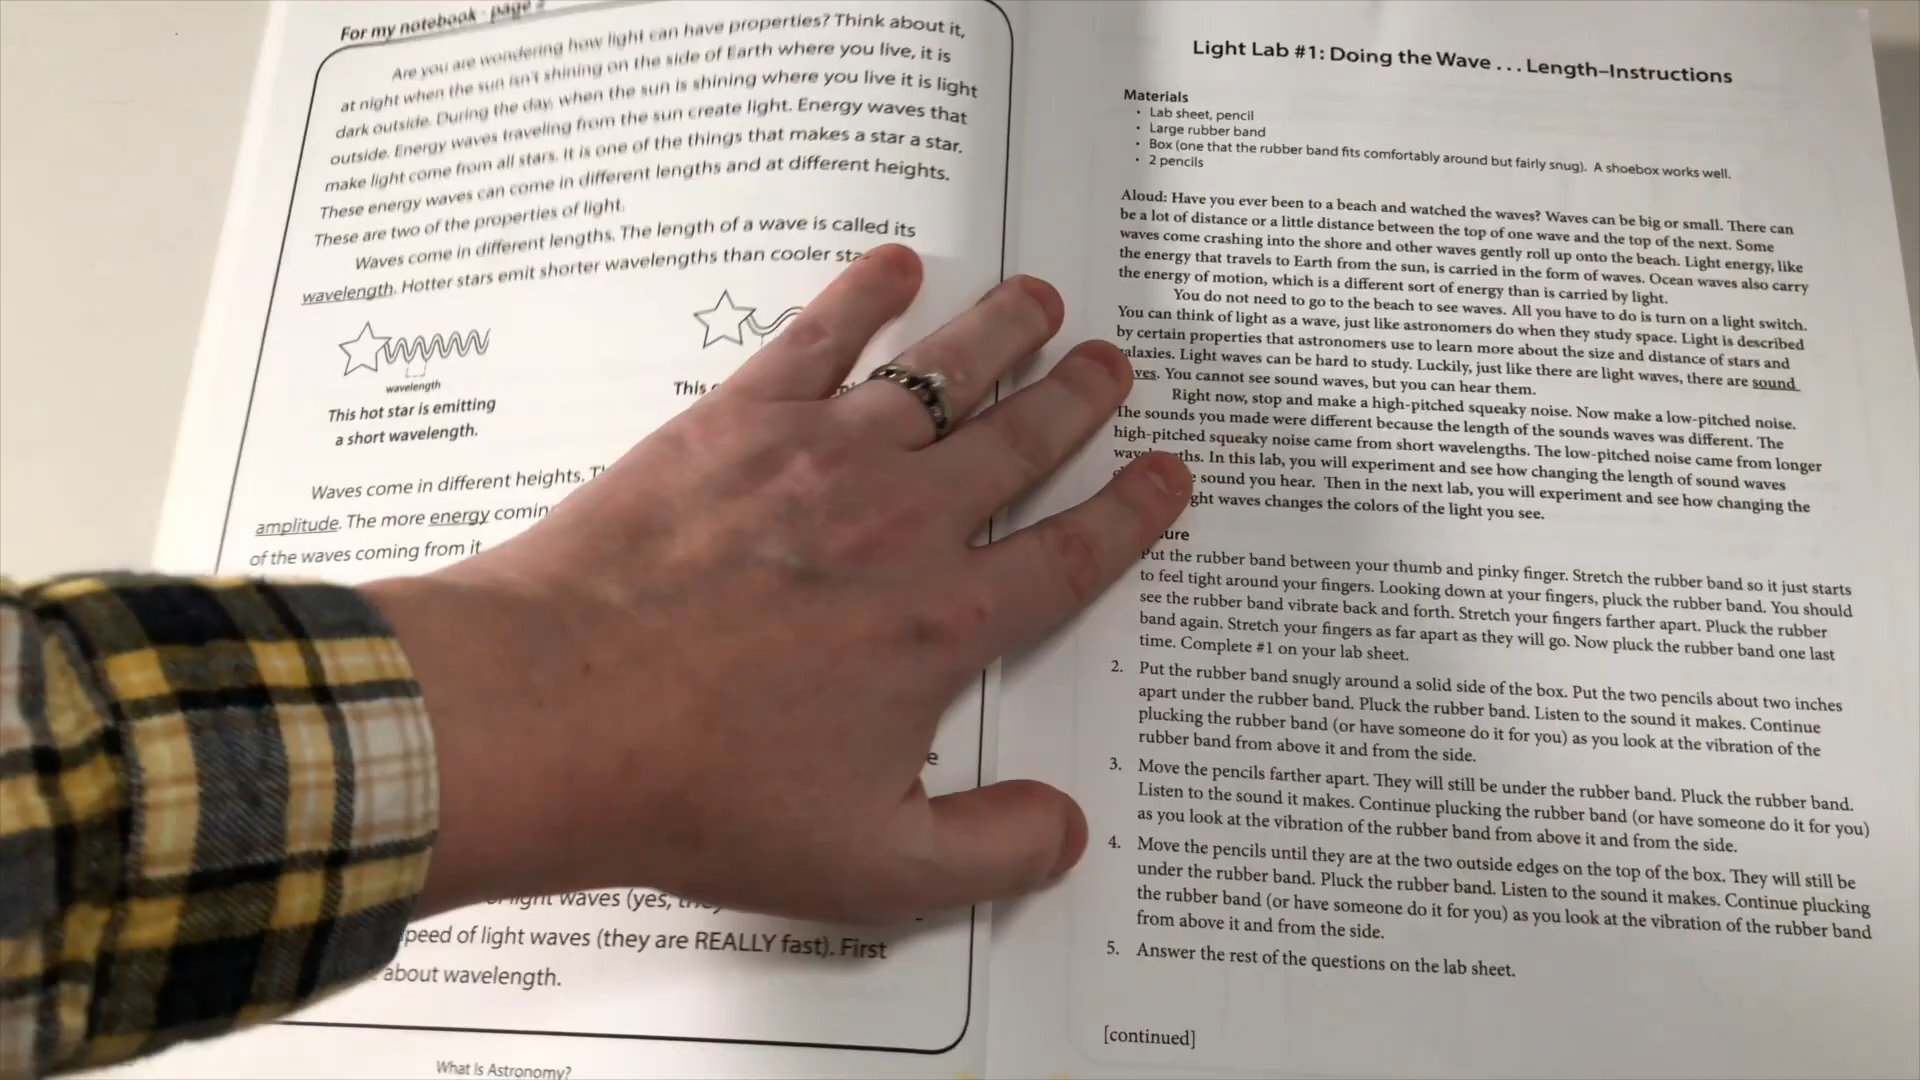 For my notebook - page
Are you are wondering how light can have properties? Think about it,
at night when the sun isn't shining on the side of Earth where you live, it is
dark outside. During the day, when the sun is shining where you live it is light
outside. Energy waves traveling from the sun create light. Energy waves that
make light come from all stars. It is one of the things that makes a star a star.
These energy waves can come in different lengths and at different heights.
These are two of the properties of light.
Waves come in different lengths. The length of a wave is called its
wavelength. Hotter stars emit shorter wavelengths than cooler
wavelength
This hot star is emitting
a short wavelength.
This
Waves come in different heights.
amplitude. The more energy
of the waves coming from it
light waves (yes,
speed of light waves (they are REALLY fast). First
about wavelength.
What Is Astronomy?
Light Lab #1: Doing the Wave . . . Length–Instructions
Materials
• Lab sheet, pencil
• Large rubber band
• Box (one that the rubber band fits comfortably around but fairly snug). A shoebox works well.
• 2 pencils
Aloud: Have you ever been to a beach and watched the waves? Waves can be big or small. There can
be a lot of distance or a little distance between the top of one wave and the top of the next. Some
waves come crashing into the shore and other waves gently roll up onto the beach. Light energy, like
the energy that travels to Earth from the sun, is carried in the form of waves. Ocean waves also carry
the energy of motion, which is a different sort of energy than is carried by light.
You do not need to go to the beach to see waves. All you have to do is turn on a light switch.
You can think of light as a wave, just like astronomers do when they study space. Light is described
by certain properties that astronomers use to learn more about the size and distance of stars and
galaxies. Light waves can be hard to study. Luckily, just like there are light waves, there are sound
waves. You cannot see sound waves, but you can hear them.
Right now, stop and make a high-pitched squeaky noise. Now make a low-pitched noise.
The sounds you made were different because the length of the sounds waves was different. The
high-pitched squeaky noise came from short wavelengths. The low-pitched noise came from longer
wavelengths. In this lab, you will experiment and see how changing the length of sound waves
sound you hear. Then in the next lab, you will experiment and see how changing the
light waves changes the colors of the light you see.
Put the rubber band between your thumb and pinky finger. Stretch the rubber band so it just starts
to feel tight around your fingers. Looking down at your fingers, pluck the rubber band. You should
see the rubber band vibrate back and forth. Stretch your fingers farther apart. Pluck the rubber
band again. Stretch your fingers as far apart as they will go. Now pluck the rubber band one last
time. Complete #1 on your lab sheet.
2. Put the rubber band snugly around a solid side of the box. Put the two pencils about two inches
apart under the rubber band. Pluck the rubber band. Listen to the sound it makes. Continue
plucking the rubber band (or have someone do it for you) as you look at the vibration of the
rubber band from above it and from the side.
3. Move the pencils farther apart. They will still be under the rubber band. Pluck the rubber band.
Listen to the sound it makes. Continue plucking the rubber band (or have someone do it for you)
as you look at the vibration of the rubber band from above it and from the side.
4. Move the pencils until they are at the two outside edges on the top of the box. They will still be
under the rubber band. Pluck the rubber band. Listen to the sound it makes. Continue plucking
the rubber band (or have someone do it for you) as you look at the vibration of the rubber band
from above it and from the side.
5. Answer the rest of the questions on the lab sheet.
[continued]